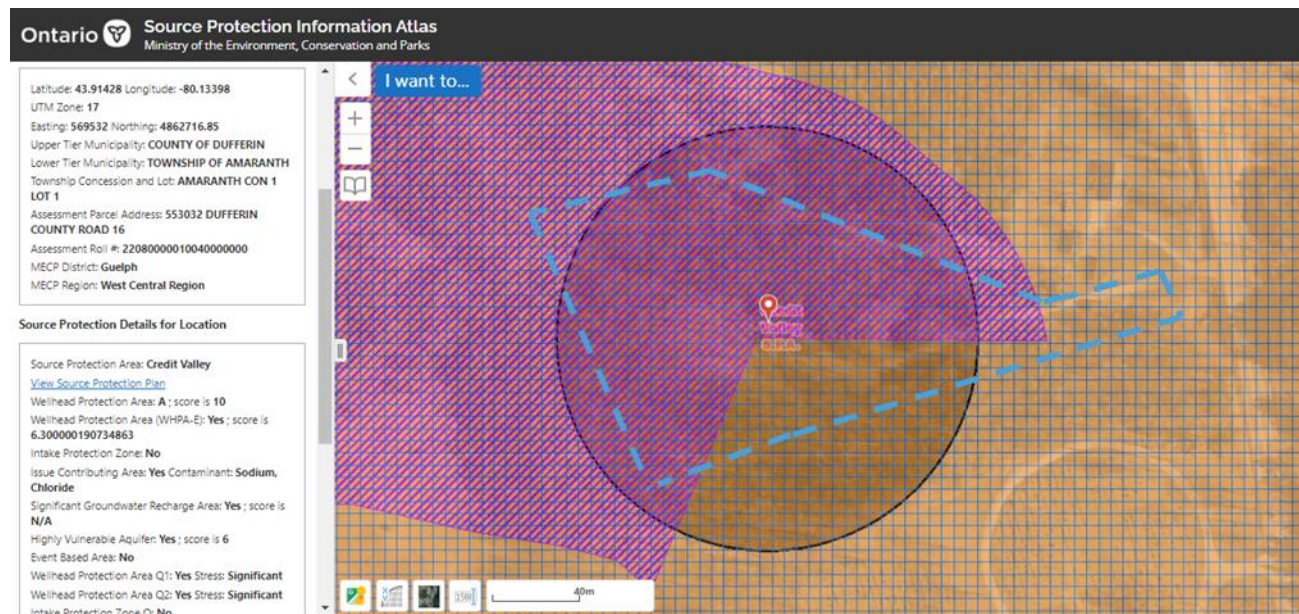 Ontario
Source Protection Information Atlas
Ministry of the Environment, Conservation and Parks
Latitude: 43.91428 Longitude: -80.13398
UTM Zone: 17
Easting: 569532 Northing: 4862716.85
Upper Tier Municipality: COUNTY OF DUFFERIN
Lower Tier Municipality: TOWNSHIP OF AMARANTH
Township Concession and Lot: AMARANTH CON 1
LOT 1
Assessment Parcel Address: 553032 DUFFERIN
COUNTY ROAD 16
Assessment Roll #: 22080000010040000000
MECP District: Guelph
MECP Region: West Central Region
Source Protection Details for Location
Source Protection Area: Credit Valley
View Source Protection Plan
Wellhead Protection Area: A ; score is 10
Wellhead Protection Area (WHPA-E): Yes ; score is
6.300000190734863
Intake Protection Zone: No
Issue Contributing Area: Yes Contaminant: Sodium,
Chloride
Significant Groundwater Recharge Area: Yes ; score is
N/A
Highly Vulnerable Aquifer: Yes ; score is 6
Event Based Area: No
Wellhead Protection Area Q1: Yes Stress: Significant
Wellhead Protection Area Q2: Yes Stress: Significant
Intake Protection Zone Q: No
I want to...
Valley
S.P.A.
40m